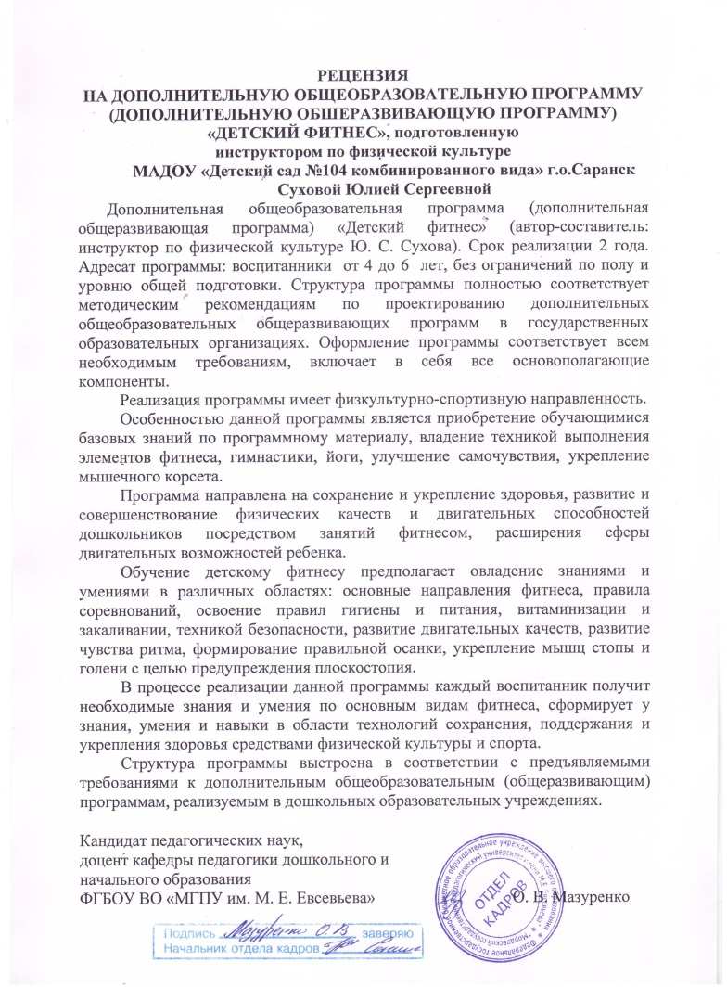 РЕЦЕНЗИЯ
НА ДОПОЛНИТЕЛЬНУЮ ОБЩЕОБРАЗОВАТЕЛЬНУЮ ПРОГРАММУ
(ДОПОЛНИТЕЛЬНУЮ ОБШЕРАЗВИВАЮЩУЮ ПРОГРАММУ)
«ДЕТСКИЙ ФИТНЕС», подготовленную
инструктором по физической культуре
МАДОУ «Детский сад №104 комбинированного вида» г.о.Саранск
Суховой Юлией Сергеевной
Дополнительная общеобразовательная программа (дополнительная
общеразвивающая программа) «Детский фитнес» (автор-составитель:
инструктор по физической культуре Ю. С. Сухова). Срок реализации 2 года.
Адресат программы: воспитанники от 4 до 6 лет, без ограничений по полу и
уровню общей подготовки. Структура программы полностью соответствует
методическим рекомендациям по проектированию дополнительных
общеобразовательных общеразвивающих программ в государственных
образовательных организациях. Оформление программы соответствует всем
необходимым требованиям, включает в себя все основополагающие
компоненты.
Реализация программы имеет физкультурно-спортивную направленность.
Особенностью данной программы является приобретение обучающимися
базовых знаний по программному материалу, владение техникой выполнения
элементов фитнеса, гимнастики, йоги, улучшение самочувствия, укрепление
мышечного корсета.
Программа направлена на сохранение и укрепление здоровья, развитие и
совершенствование физических качеств и двигательных способностей
дошкольников посредством занятий фитнесом, расширения сферы
двигательных возможностей ребенка.
Обучение детскому фитнесу предполагает овладение знаниями и
умениями в различных областях: основные направления фитнеса, правила
соревнований, освоение правил гигиены и питания, витаминизации и
закаливании, техникой безопасности, развитие двигательных качеств, развитие
чувства ритма, формирование правильной осанки, укрепление мышц стопы и
голени с целью предупреждения плоскостопия.
В процессе реализации данной программы каждый воспитанник получит
необходимые знания и умения по основным видам фитнеса, сформирует у
знания, умения и навыки в области технологий сохранения, поддержания и
укрепления здоровья средствами физической культуры и спорта.
Структура программы выстроена в соответствии с предъявляемыми
требованиями к дополнительным общеобразовательным (общеразвивающим)
программам, реализуемым в дошкольных образовательных учреждениях.
Кандидат педагогических наук,
доцент кафедры педагогики дошкольного и
начального образования
ФГБОУ ВО «МГПУ им. М. Е. Евсевьева» О. В. Мазуренко
ОТДЕЛ
КАДРОВ
Подпись Мазуренко О. В заверяю
Начальник отдела кадров